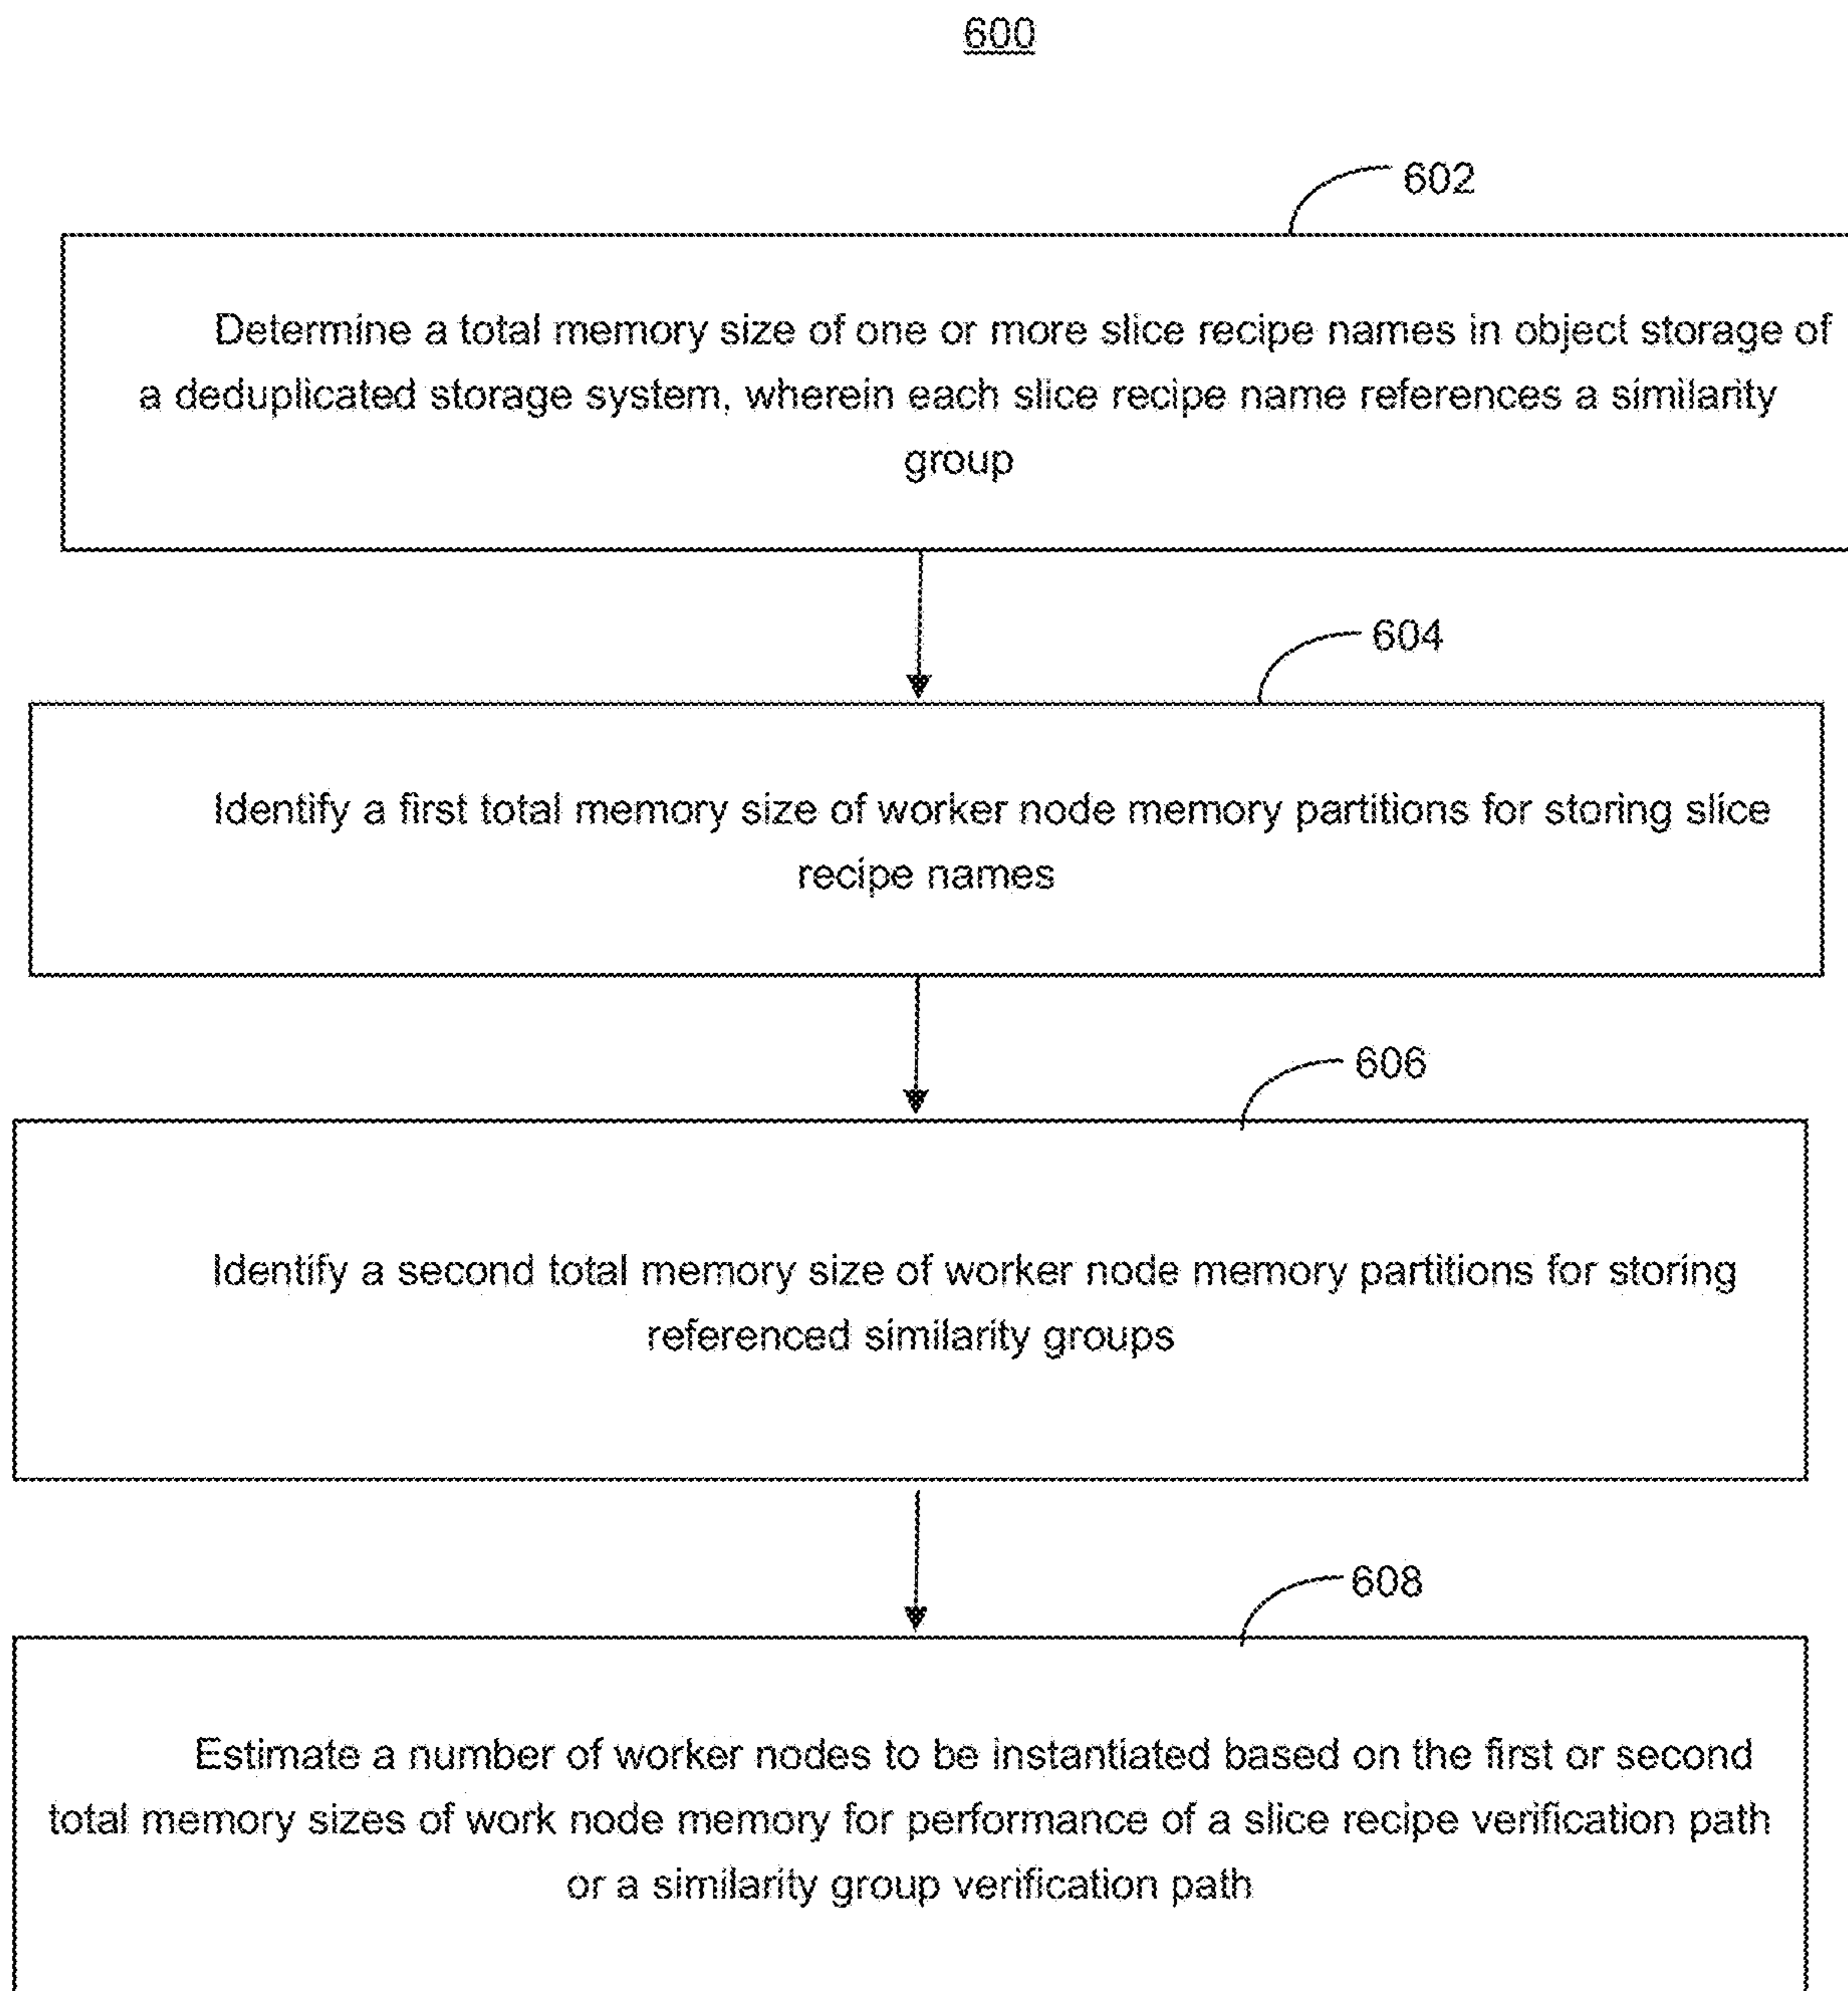 600
602
Determine a total memory size of one or more slice recipe names in object storage of
a deduplicated storage system, wherein each slice recipe name references a similarity
group
604
Identify a first total memory size of worker node memory partitions for storing slice
recipe names
606
Identify a second total memory size of worker node memory partitions for storing
referenced similarity groups
608
Estimate a number of worker nodes to be instantiated based on the first or second
total memory sizes of work node memory for performance of a slice recipe verification path
or a similarity group verification path